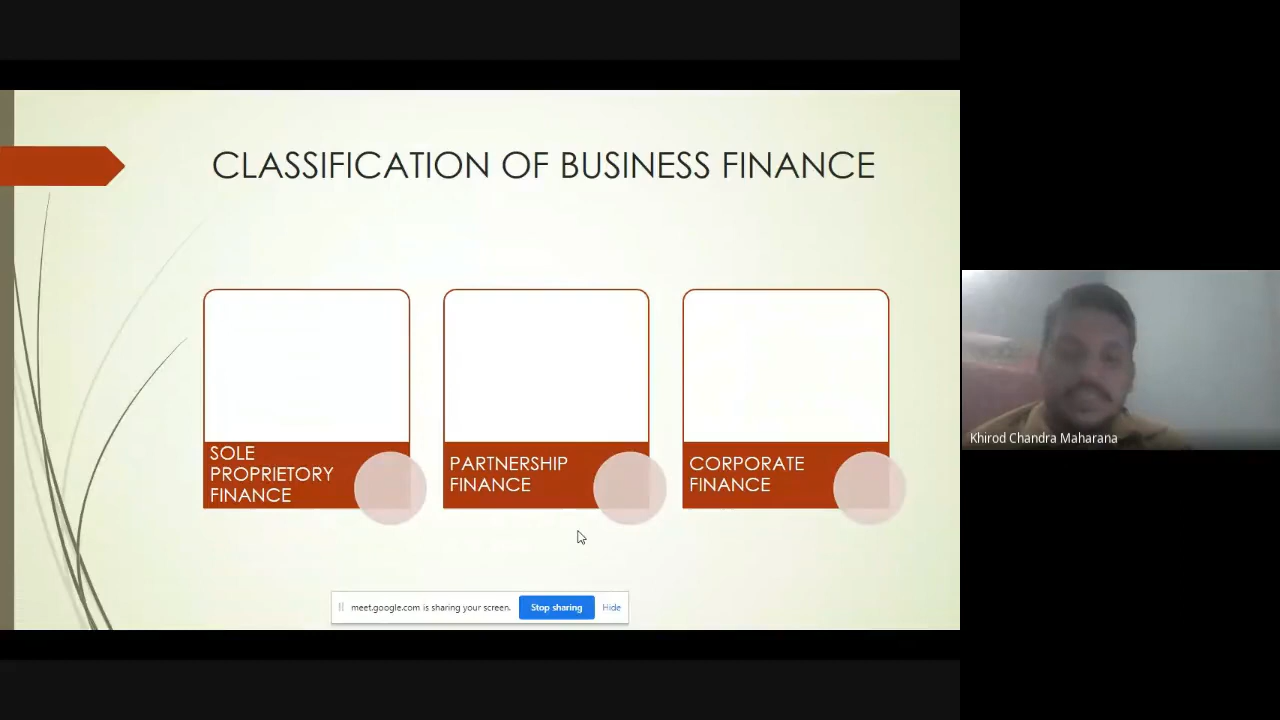 CLASSIFICATION OF BUSINESS FINANCE
SOLE
PROPRIETORY
FINANCE
PARTNERSHIP
FINANCE
CORPORATE
FINANCE
Khirod Chandra Maharana
meet.google.com is sharing your screen.
Stop sharing
Hide